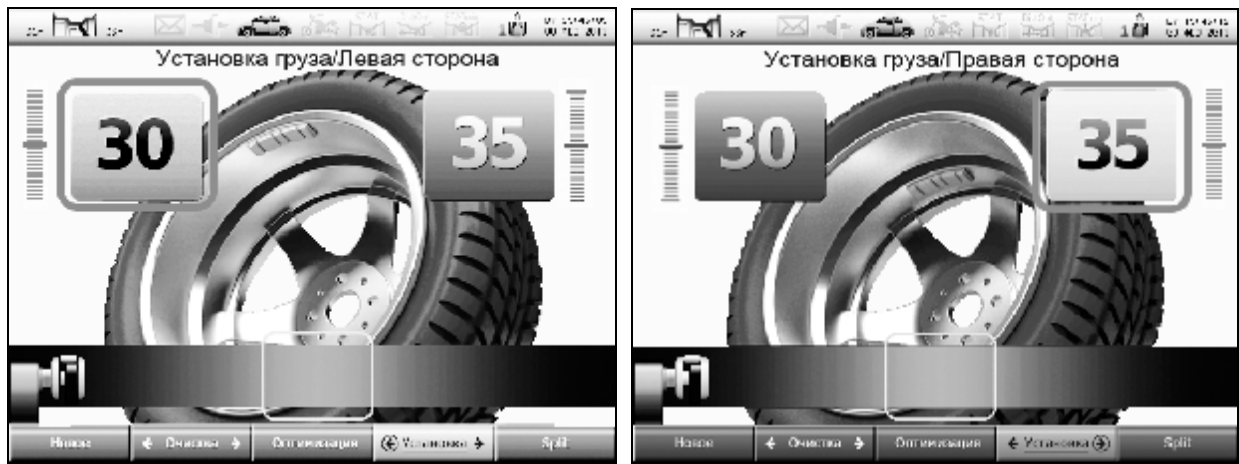 Установка груза/Левая сторона
30
35
Новое
Очистка
Оптимизация
Установка
Split
Установка груза/Правая сторона
30
35
Новое
Очистка
Оптимизация
Установка
Split